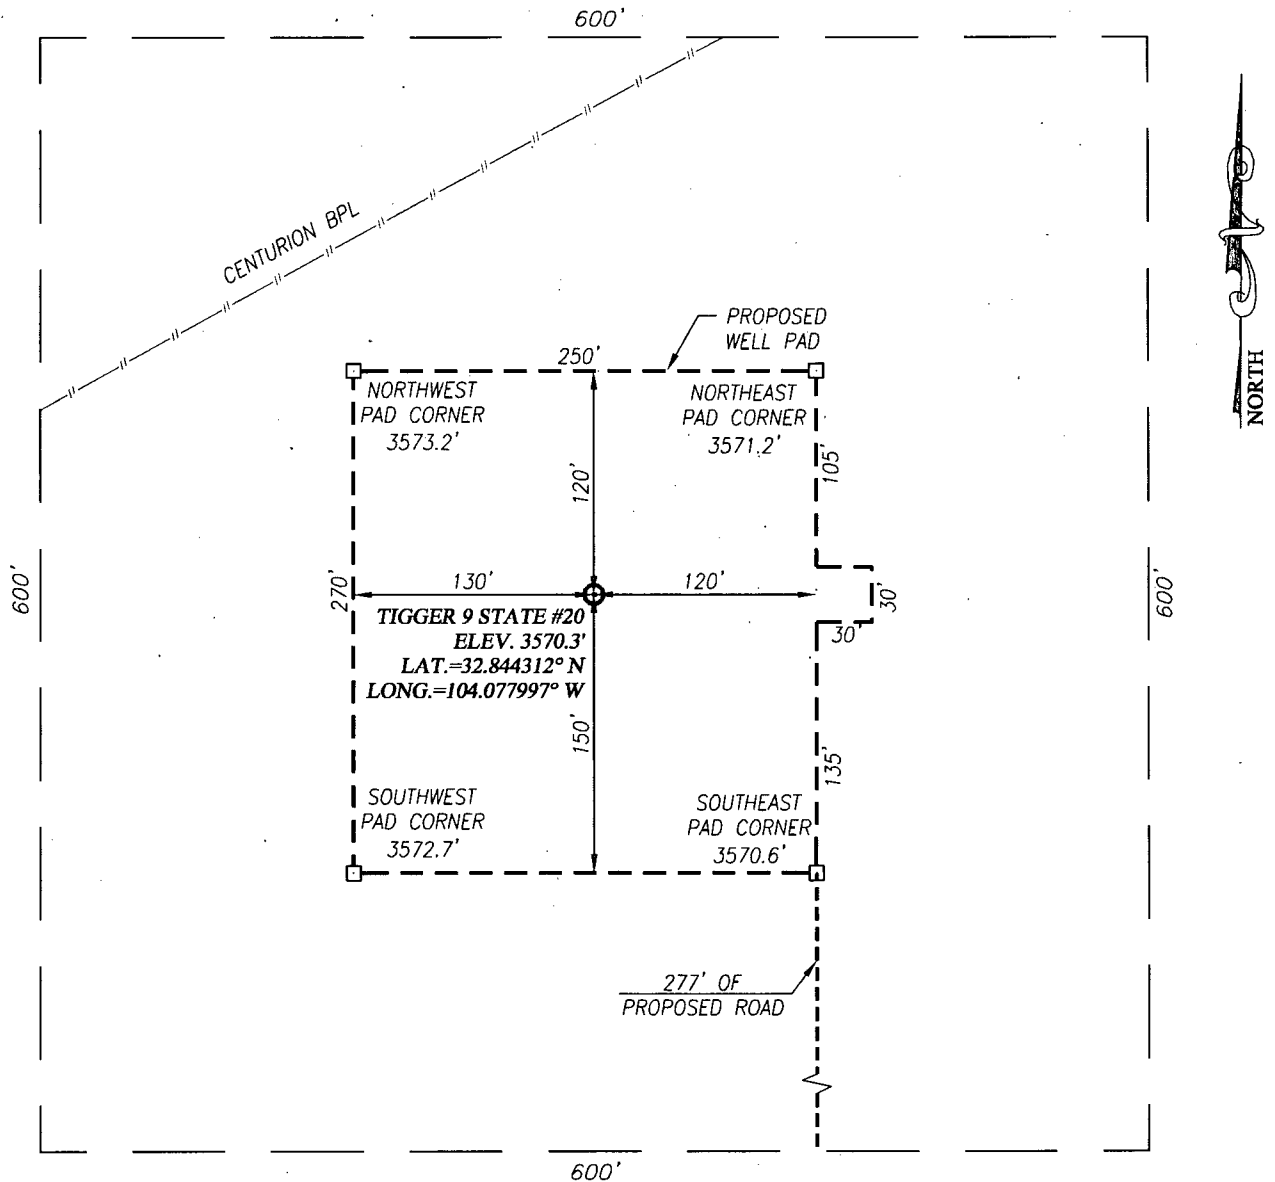 600'
CENTURION BPL
PROPOSED
WELL PAD
250'
NORTHWEST
PAD CORNER
3573.2'
NORTHEAST
PAD CORNER
3571.2'
105'
120'
NORTH
600'
270'
130'
120'
30'
30'
600'
TIGGER 9 STATE #20
ELEV. 3570.3'
LAT.=32.844312° N
LONG.=104.077997° W
150'
135'
SOUTHWEST
PAD CORNER
3572.7'
SOUTHEAST
PAD CORNER
3570.6'
277' OF
PROPOSED ROAD
600'